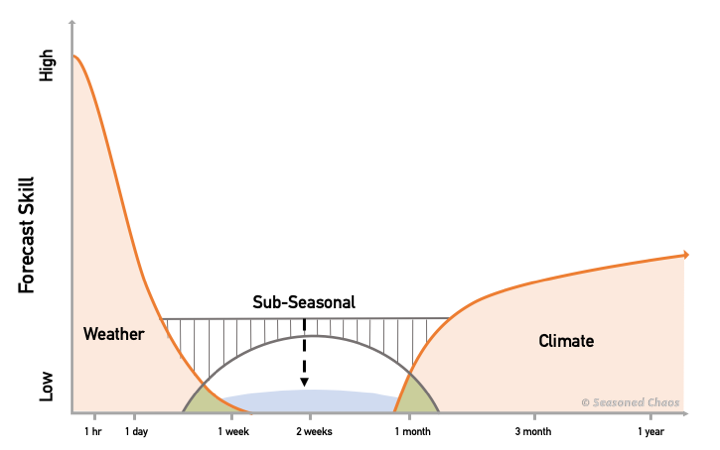 High
Forecast Skill
Low
Weather
Sub-Seasonal
Climate
© Seasoned Chaos
1 hr
1 day
1 week
2 weeks
1 month
3 month
1 year